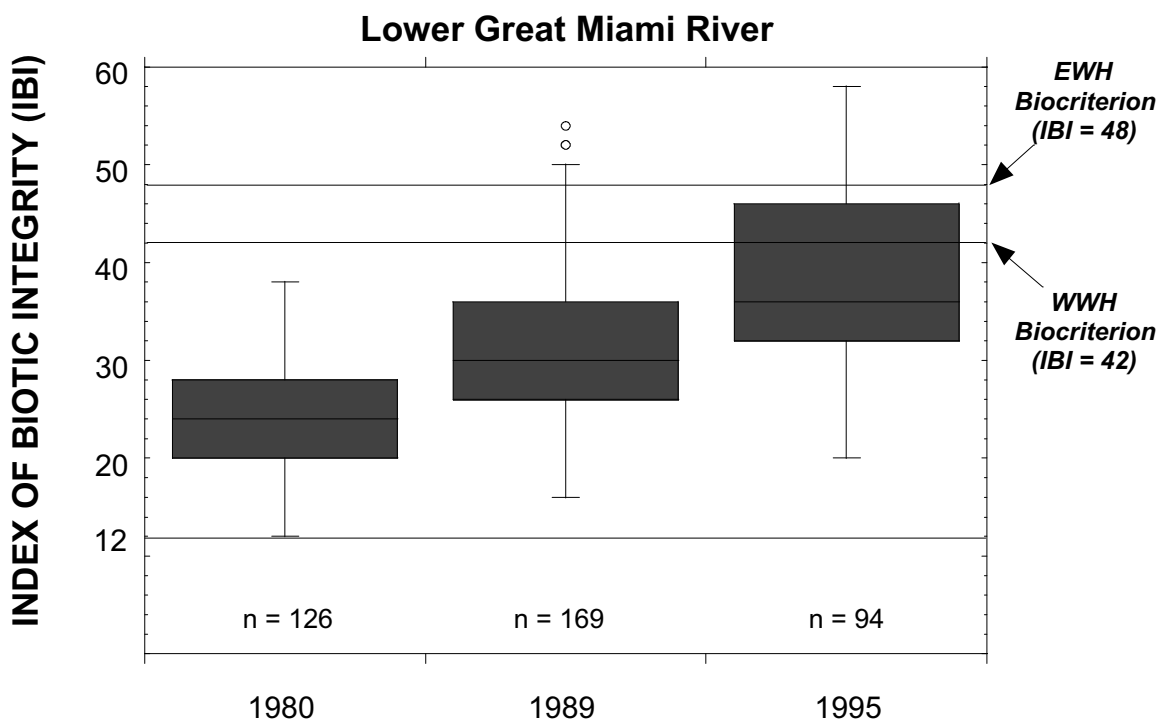 Lower Great Miami River
INDEX OF BIOTIC INTEGRITY (IBI)
60
50
40
30
20
12
EWH
Biocriterion
(IBI = 48)
WWH
Biocriterion
(IBI = 42)
n = 126
n = 169
n = 94
1980
1989
1995